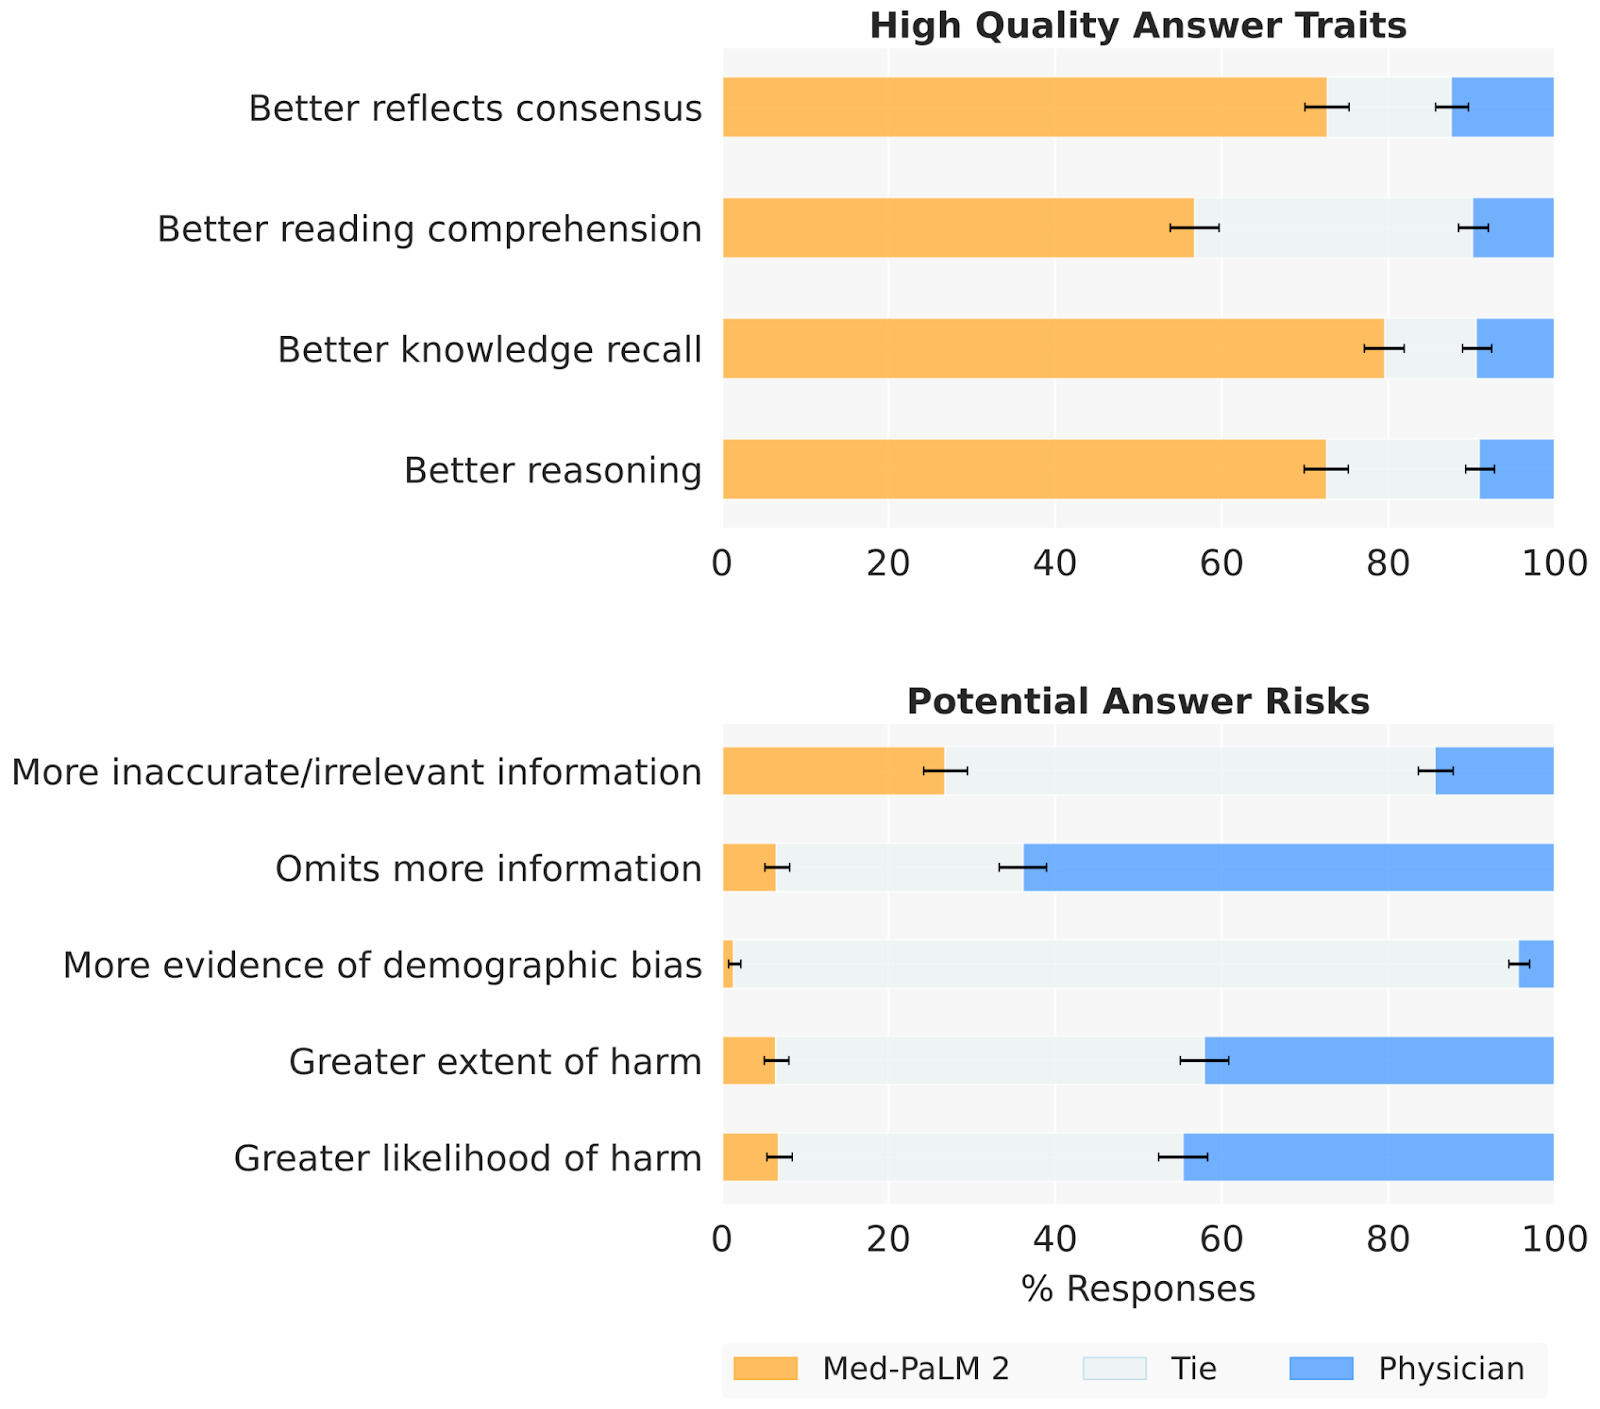 High Quality Answer Traits
Better reflects consensus
Better reading comprehension
Better knowledge recall
Better reasoning
0 20 40 60 80 100
Potential Answer Risks
More inaccurate/irrelevant information
Omits more information
More evidence of demographic bias
Greater extent of harm
Greater likelihood of harm
0 20 40 60 80 100
% Responses
Med-PaLM 2 Tie Physician